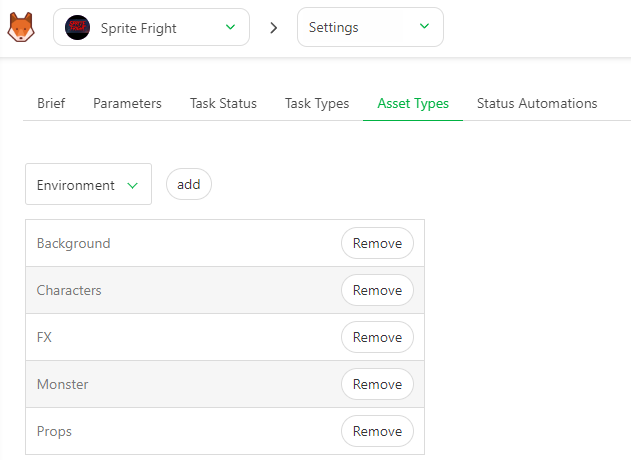 Sprite Fright
Settings
Brief Parameters Task Status Task Types Asset Types Status Automations
Environment add
Background Remove
Characters Remove
FX Remove
Monster Remove
Props Remove